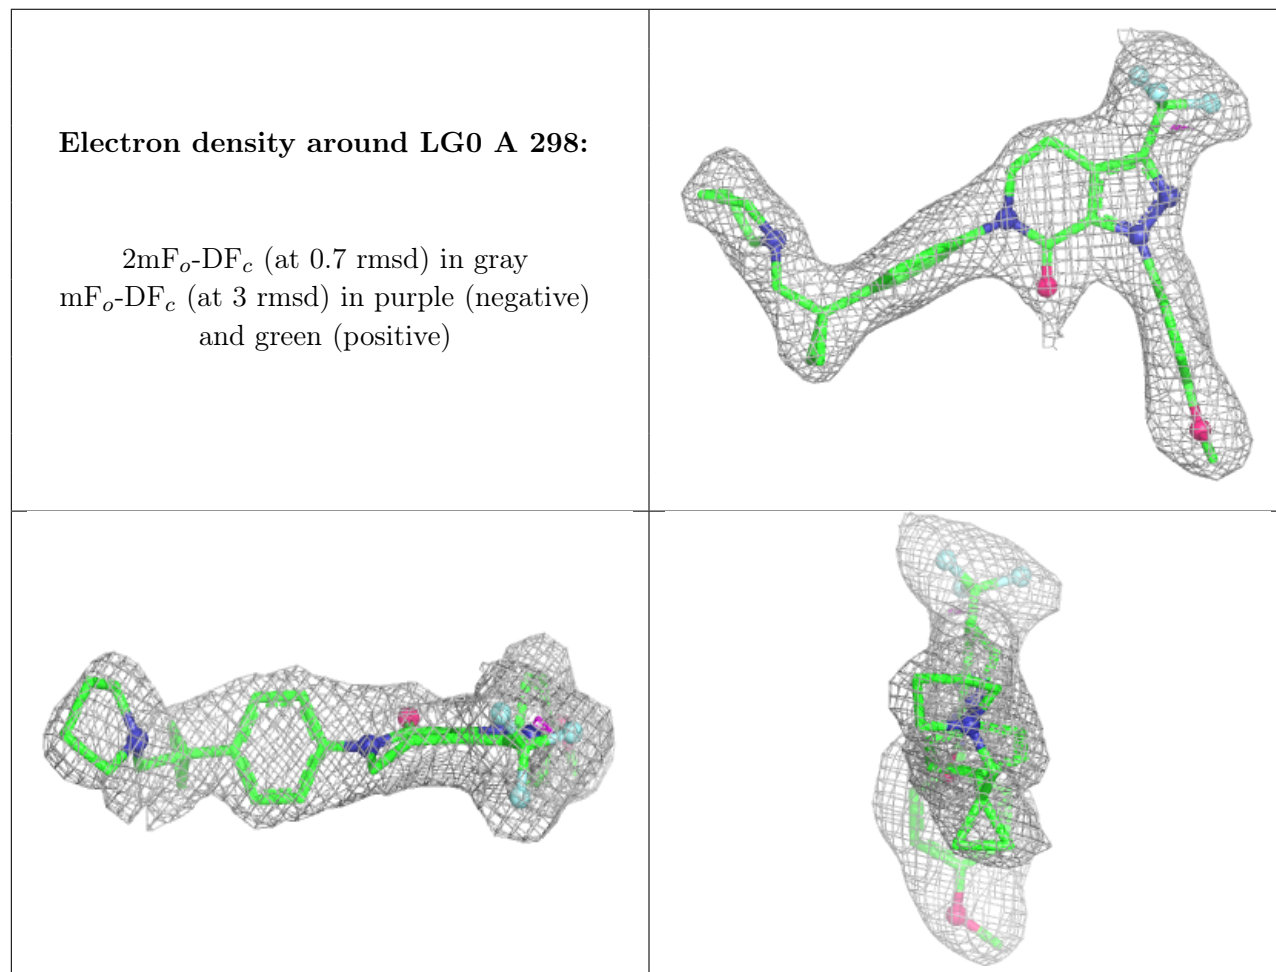 Electron density around LG0 A 298:
2mFo-DFc (at 0.7 rmsd) in gray
mFo-DFc (at 3 rmsd) in purple (negative)
and green (positive)